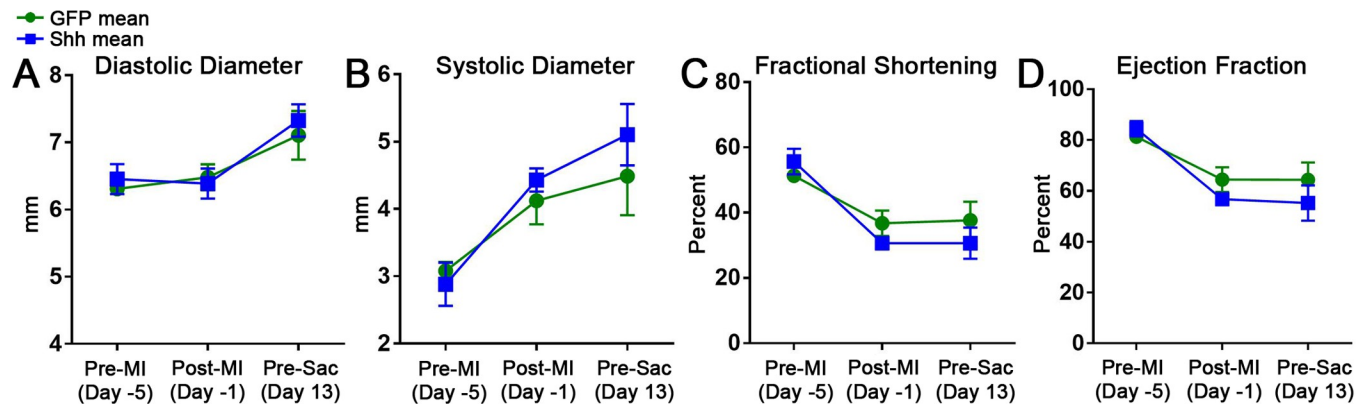 GFP mean
Shh mean
A Diastolic Diameter
mm
8
7
6
5
4
Pre-MI Post-MI Pre-Sac
(Day -5) (Day -1) (Day 13)
B Systolic Diameter
mm
6
5
4
3
2
Pre-MI Post-MI Pre-Sac
(Day -5) (Day -1) (Day 13)
C Fractional Shortening
Percent
80
60
40
20
0
Pre-MI Post-MI Pre-Sac
(Day -5) (Day -1) (Day 13)
D Ejection Fraction
Percent
100
80
60
40
20
0
Pre-MI Post-MI Pre-Sac
(Day -5) (Day -1) (Day 13)